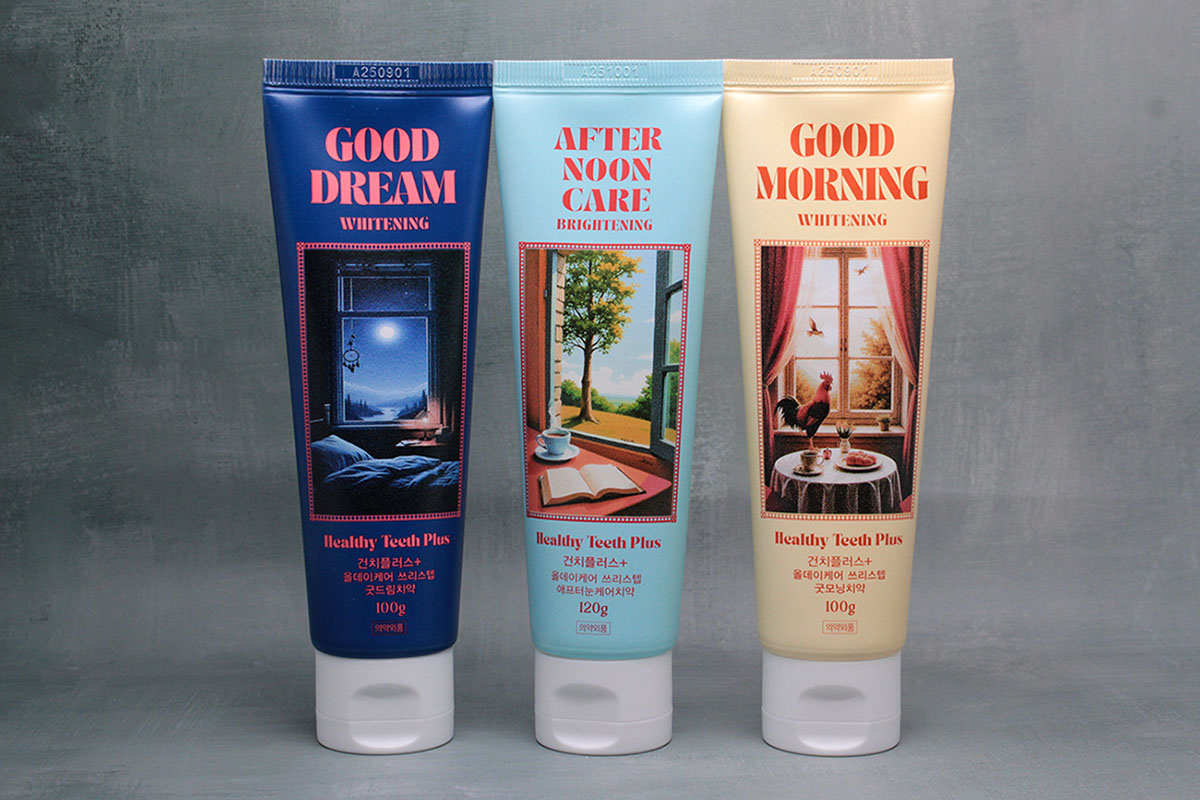 A250901
GOOD
DREAM
WHITENING
Healthy Teeth Plus
건치플러스+
올데이케어 쓰리스텝
굿드림치약
100g
의약외품
A251001
AFTER
NOON
CARE
BRIGHTENING
Healthy Teeth Plus
건치플러스+
올데이케어 쓰리스텝
애프터눈케어치약
120g
의약외품
A250901
GOOD
MORNING
WHITENING
Healthy Teeth Plus
건치플러스+
올데이케어 쓰리스텝
굿모닝치약
100g
의약외품